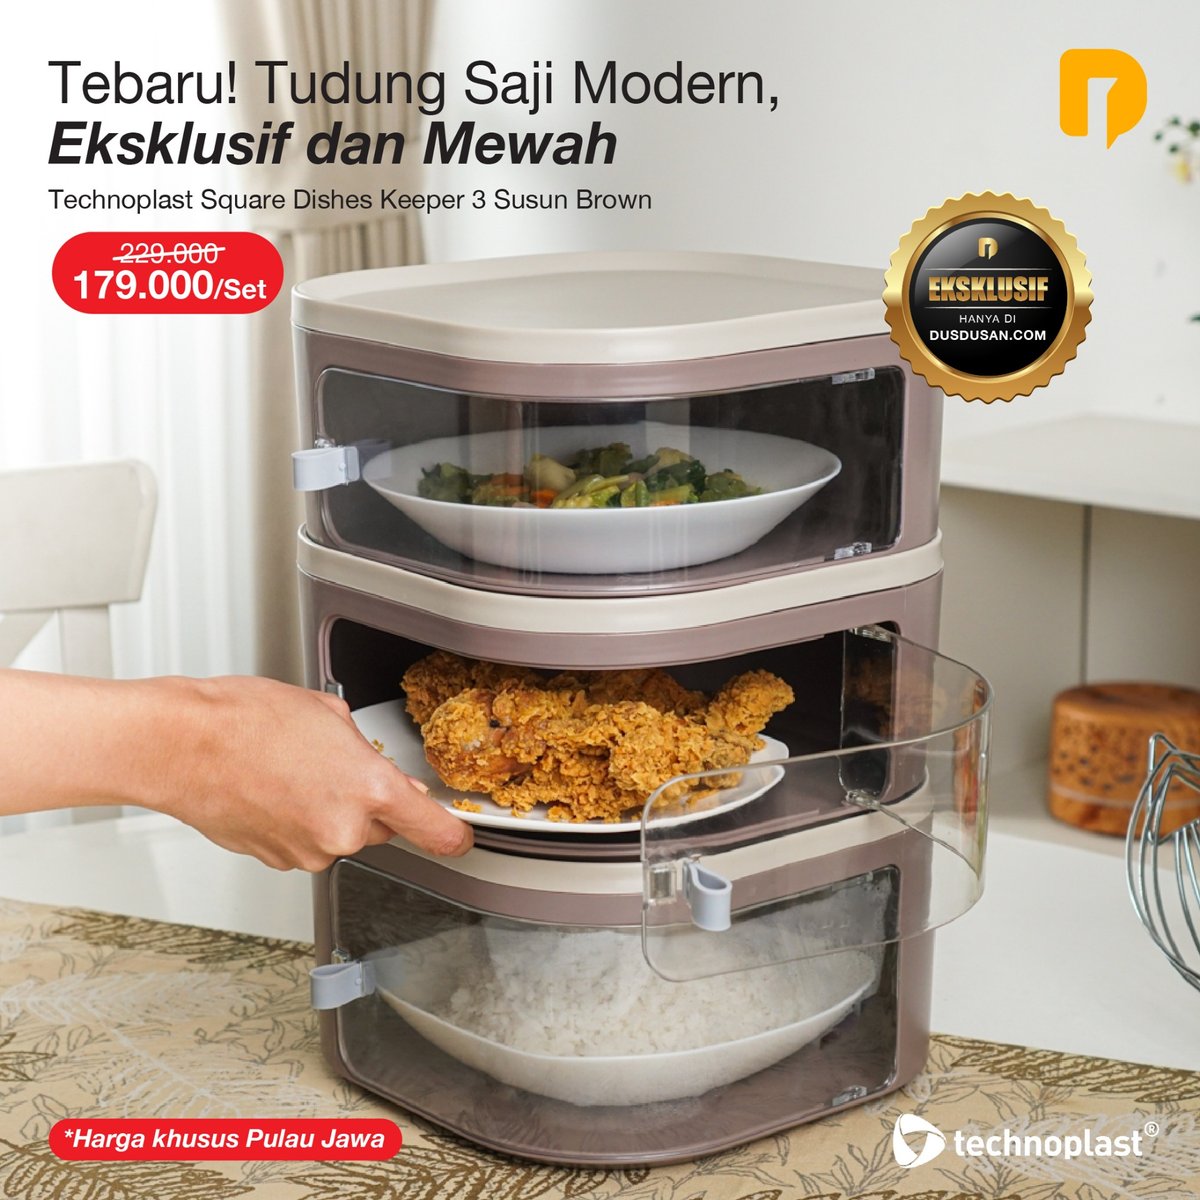 Tebaru! Tudung Saji Modern,
Eksklusif dan Mewah
Technoplast Square Dishes Keeper 3 Susun Brown
229.000
179.000/Set
EKSKLUSIF
HANYA DI
DUSDUSAN.COM
*Harga khusus Pulau Jawa
technoplast®